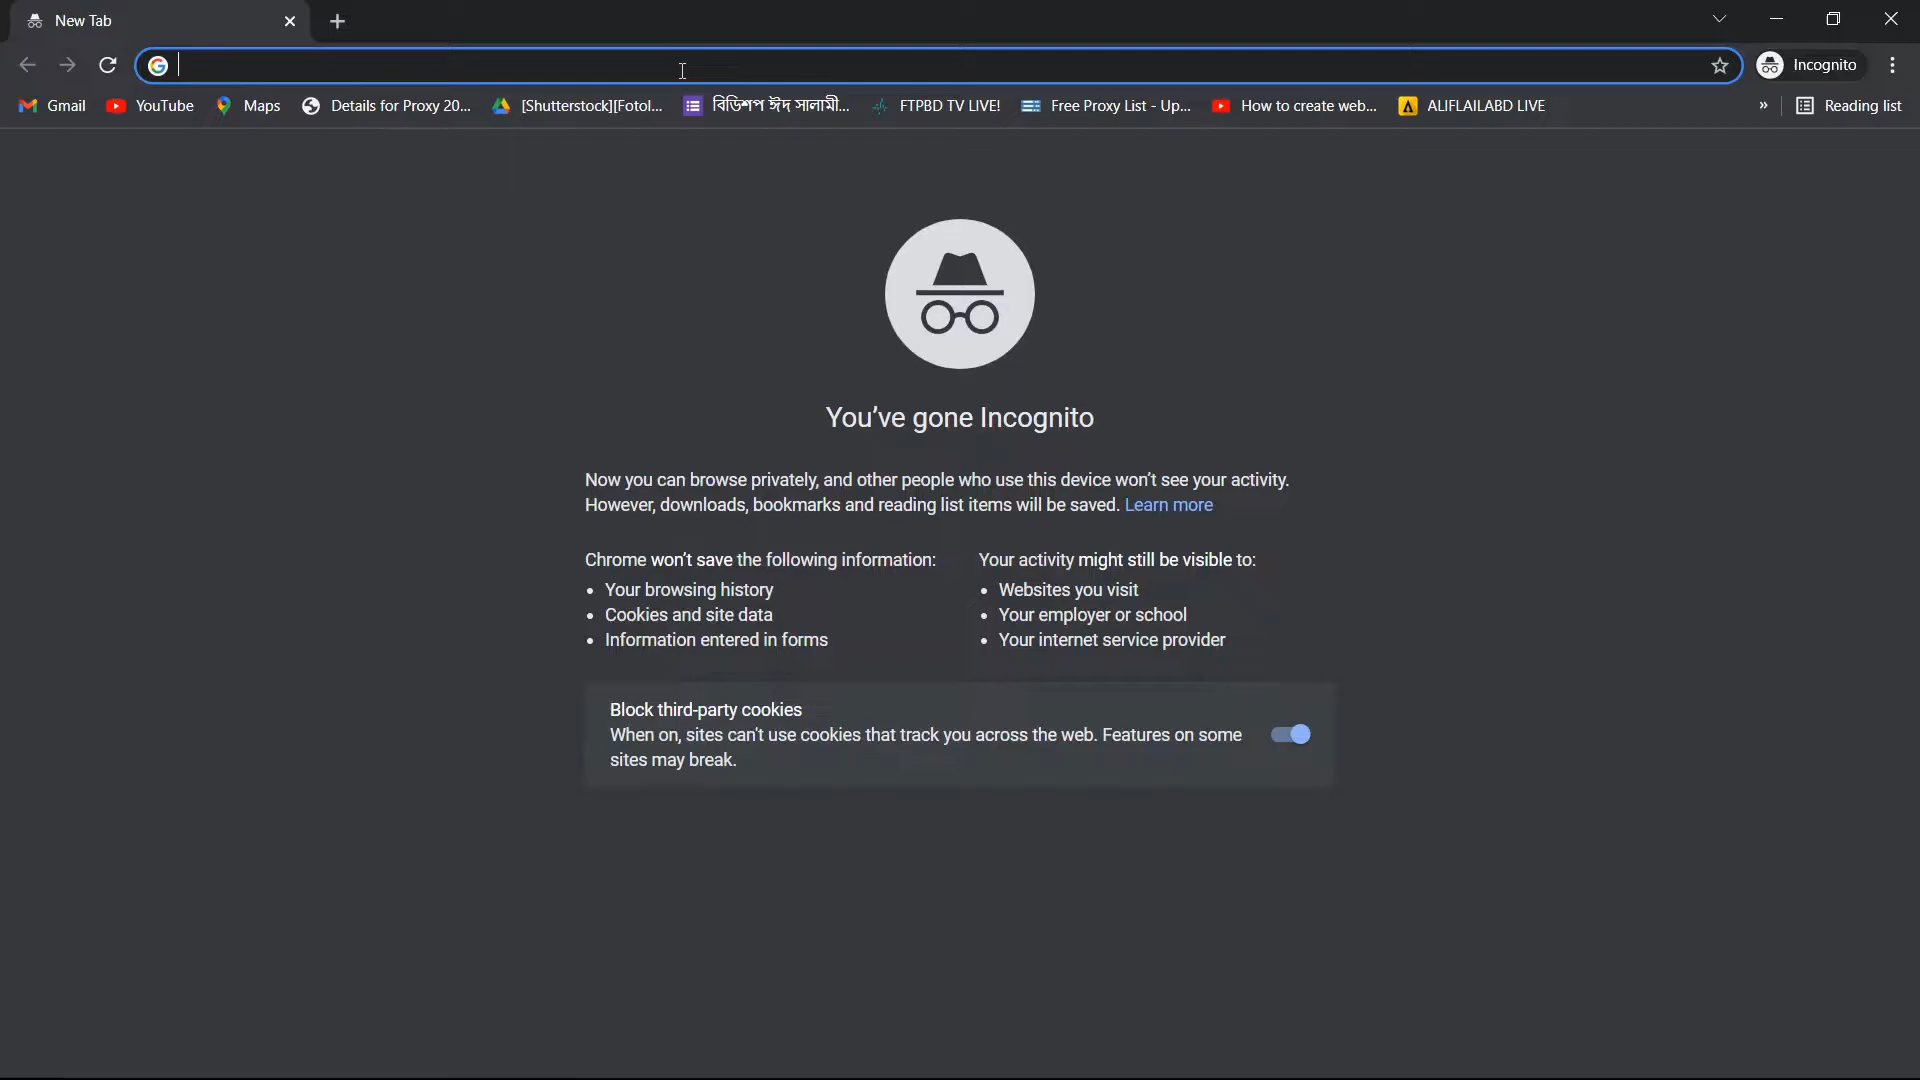 New Tab
Incognito
Gmail
YouTube
Maps
Details for Proxy 20...
[Shutterstock][Fotol...
বিডিশপ ঈদ সালামী...
FTPBD TV LIVE!
Free Proxy List - Up...
How to create web...
ALIFLAILABD LIVE
»
Reading list
You've gone Incognito
Now you can browse privately, and other people who use this device won't see your activity.
However, downloads, bookmarks and reading list items will be saved. Learn more
Chrome won't save the following information:
• Your browsing history
• Cookies and site data
• Information entered in forms
Your activity might still be visible to:
• Websites you visit
• Your employer or school
• Your internet service provider
Block third-party cookies
When on, sites can't use cookies that track you across the web. Features on some
sites may break.